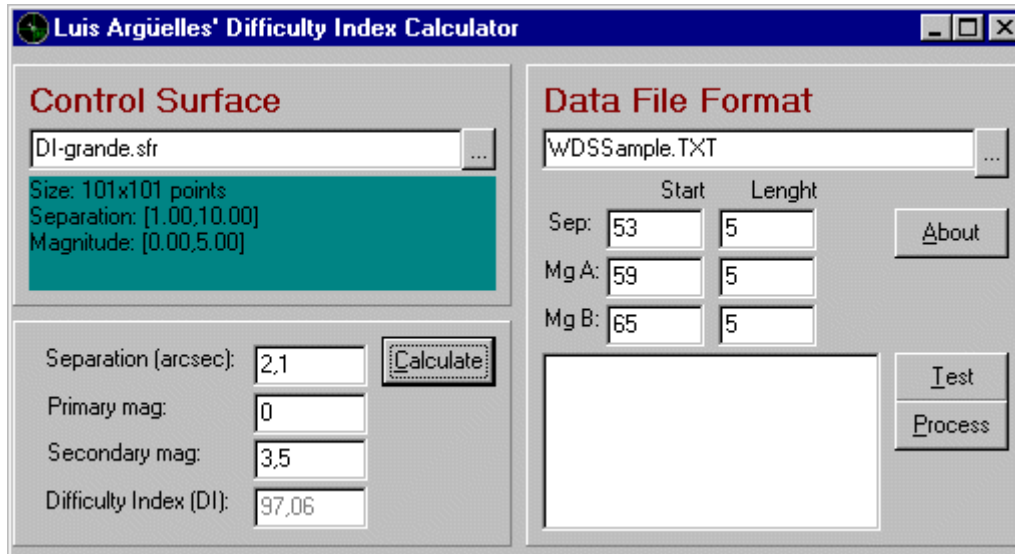 Luis Argüelles' Difficulty Index Calculator
Control Surface
DI-grande.sfr
...
Size: 101x101 points
Separation: [1.00,10.00]
Magnitude: [0.00,5.00]
Separation (arcsec): 2,1
Calculate
Primary mag: 0
Secondary mag: 3,5
Difficulty Index (DI): 97,06
Data File Format
WDSSample.TXT
...
Start Lenght
Sep: 53 5
Mg A: 59 5
Mg B: 65 5
About
Test
Process